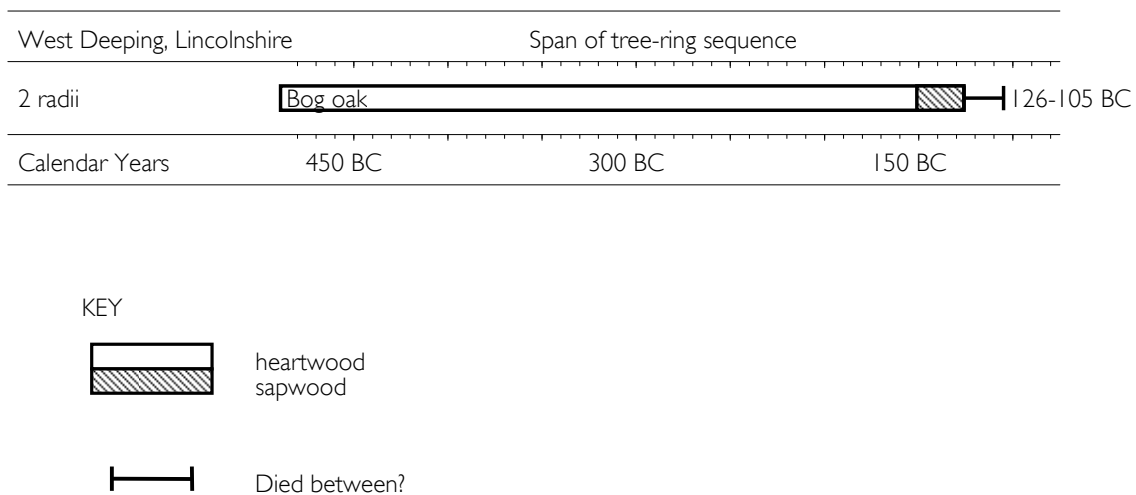 West Deeping, Lincolnshire Span of tree-ring sequence
2 radii Bog oak 126-105 BC
Calendar Years 450 BC 300 BC 150 BC
KEY
heartwood
sapwood
Died between?